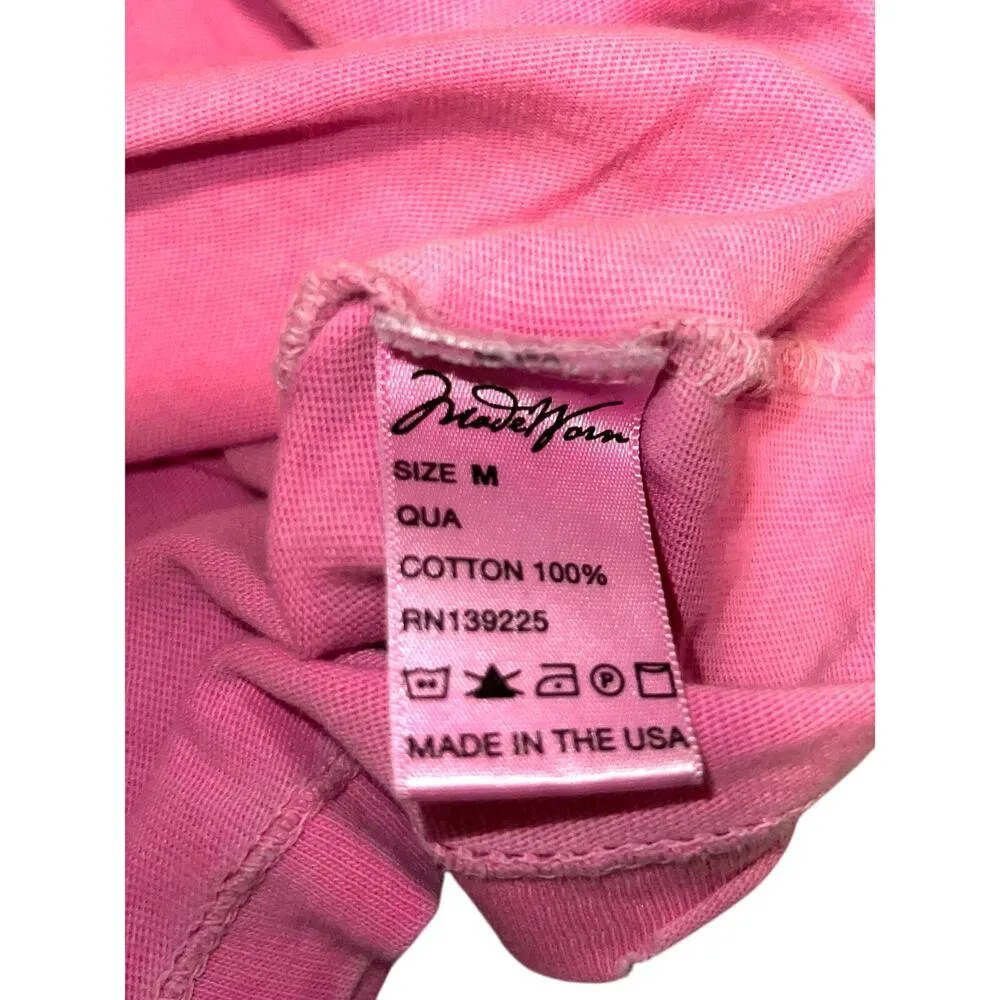 MadeWorn
SIZE M
QUA
COTTON 100%
RN139225
P
MADE IN THE USA